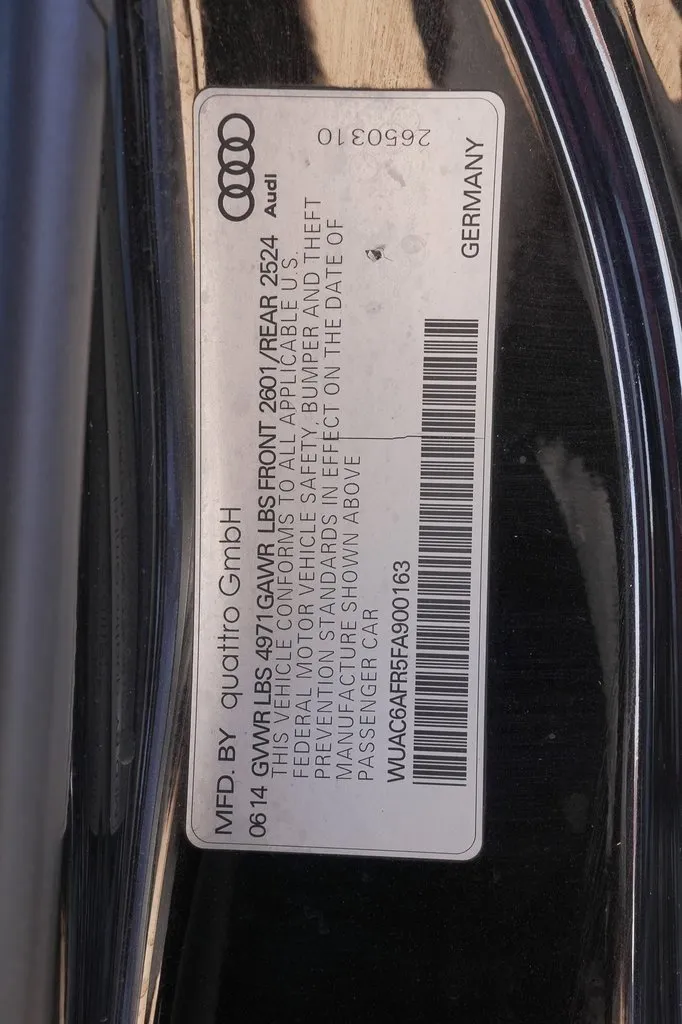 MFD. BY quattro GmbH
Audi
06 14 GVWR LBS 4971 GAWR LBS FRONT 2601/REAR 2524
THIS VEHICLE CONFORMS TO ALL APPLICABLE U.S.
FEDERAL MOTOR VEHICLE SAFETY, BUMPER AND THEFT
PREVENTION STANDARDS IN EFFECT ON THE DATE OF
MANUFACTURE SHOWN ABOVE
PASSENGER CAR
WUAC6AFR5FA900163
GERMANY
2650310